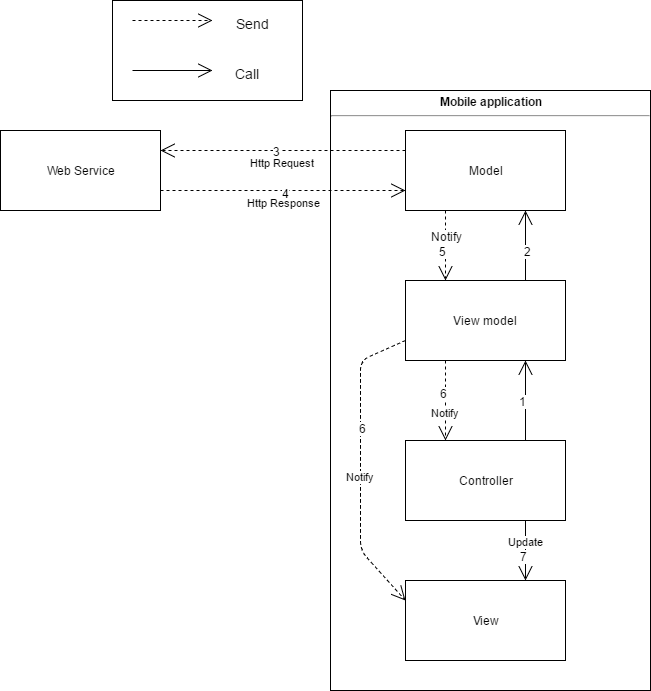 Send
Call
Mobile application
3
Http Request
Web Service
Model
4
Http Response
Notify
5
2
View model
6
Notify
1
6
Notify
Controller
Update
7
View